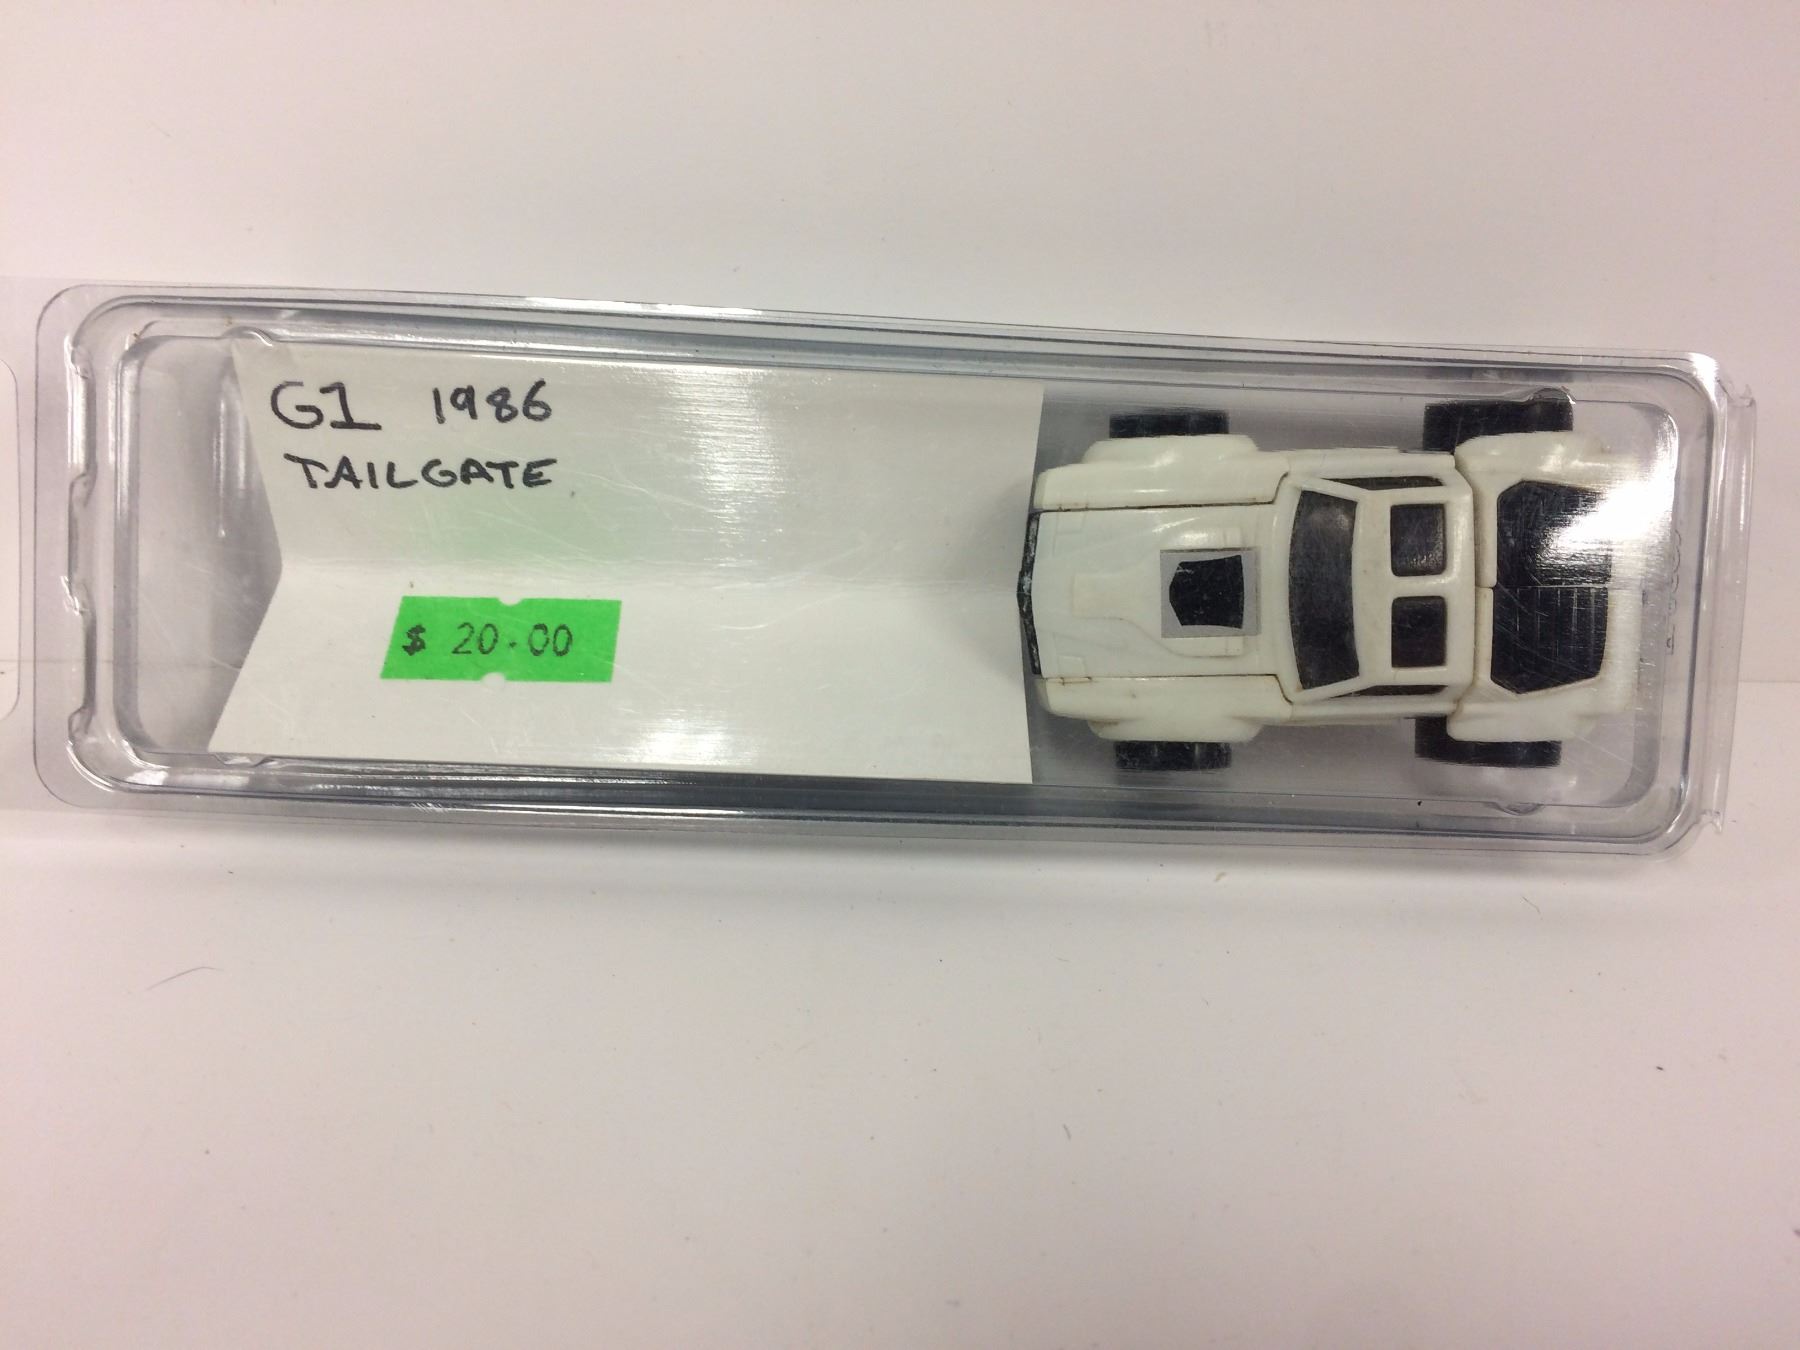 G1 1986
TAILGATE
$ 20.00